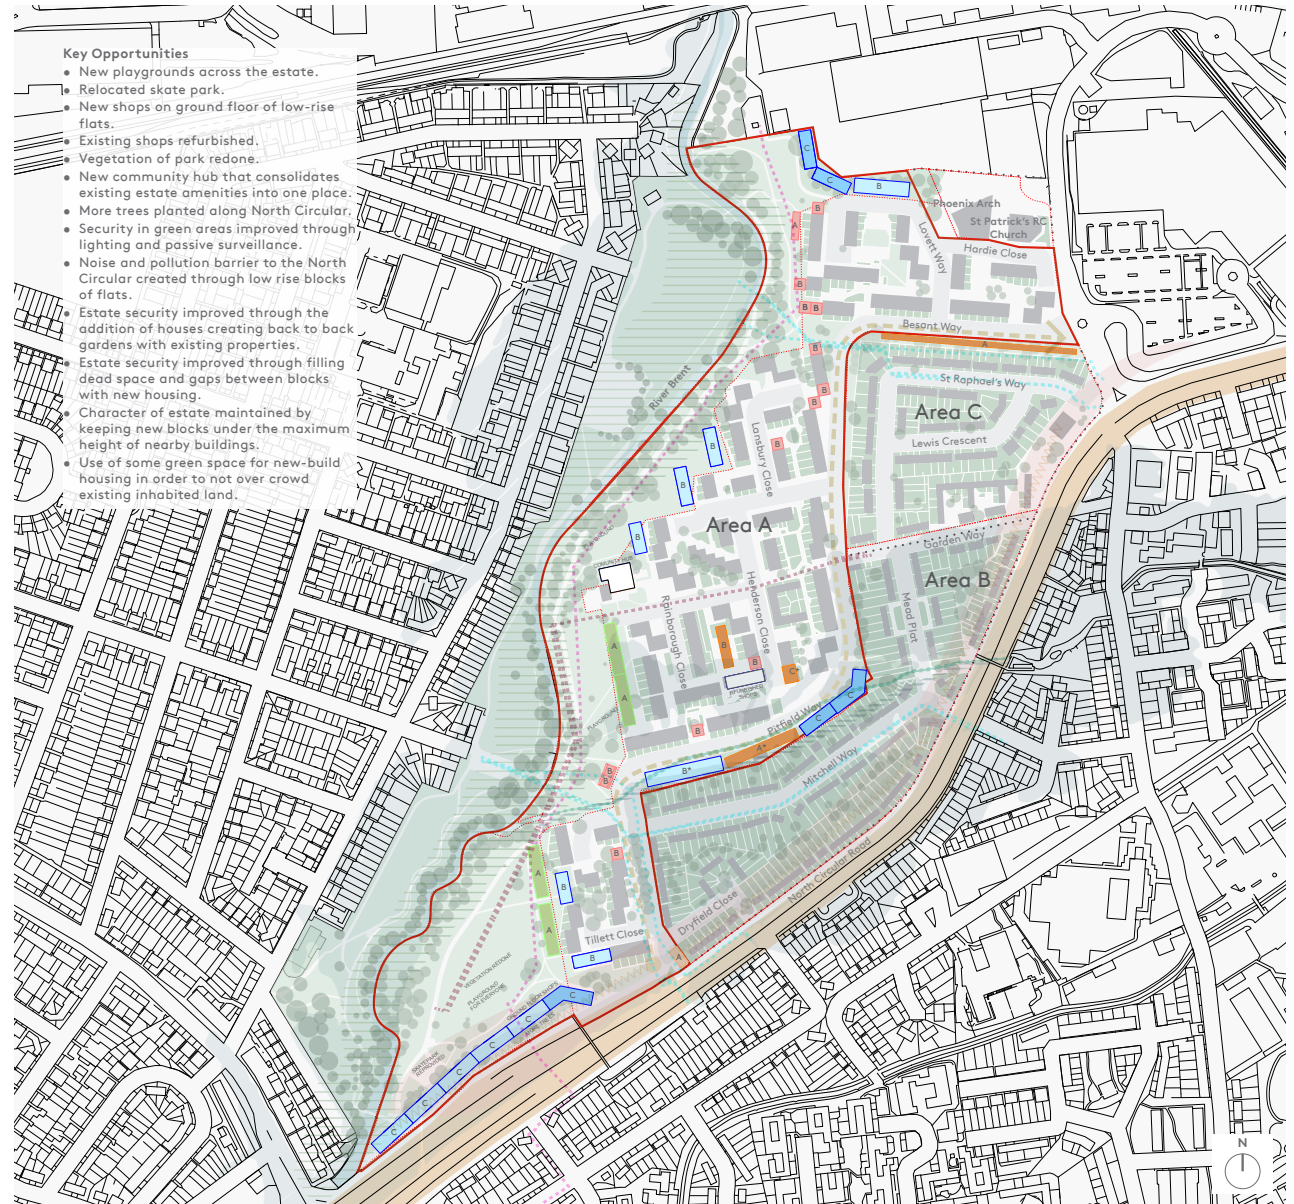 Key Opportunities
• New playgrounds across the estate.
• Relocated skate park.
• New shops on ground floor of low-rise
flats.
• Existing shops refurbished.
• Vegetation of park redone.
• New community hub that consolidates
existing estate amenities into one place.
• More trees planted along North Circular.
• Security in green areas improved through
lighting and passive surveillance.
• Noise and pollution barrier to the North
Circular created through low rise blocks
of flats.
• Estate security improved through the
addition of houses creating back to back
gardens with existing properties.
• Estate security improved through filling
dead space and gaps between blocks
with new housing.
• Character of estate maintained by
keeping new blocks under the maximum
height of nearby buildings.
• Use of some green space for new-build
housing in order to not over crowd
existing inhabited land.
C
C
B
Phoenix Arch
St Patrick's RC
Church
B
A
Lovett Way
Hardie Close
B
B B
Besant Way
A
B
River Brent
St Raphael's Way
B
B
Area C
Lansbury Close
B
B
Lewis Crescent
B
Area A
B
Garden Way
Area B
Henderson Close
Rainborough Close
Mead Plat
A
B
B
C*
A
PLAYGROUND
C
C
Pitfield Way
B
A*
B*
B
B
Mitchell Way
B
A
B
North Circular Road
A
Dryfield Close
Tillett Close
B
A
VEGETATION REDONE
PLAYGROUND
FOR EVERYONE
C
C
C
C
C
C
SKATEPARK
REPROVIDED
N